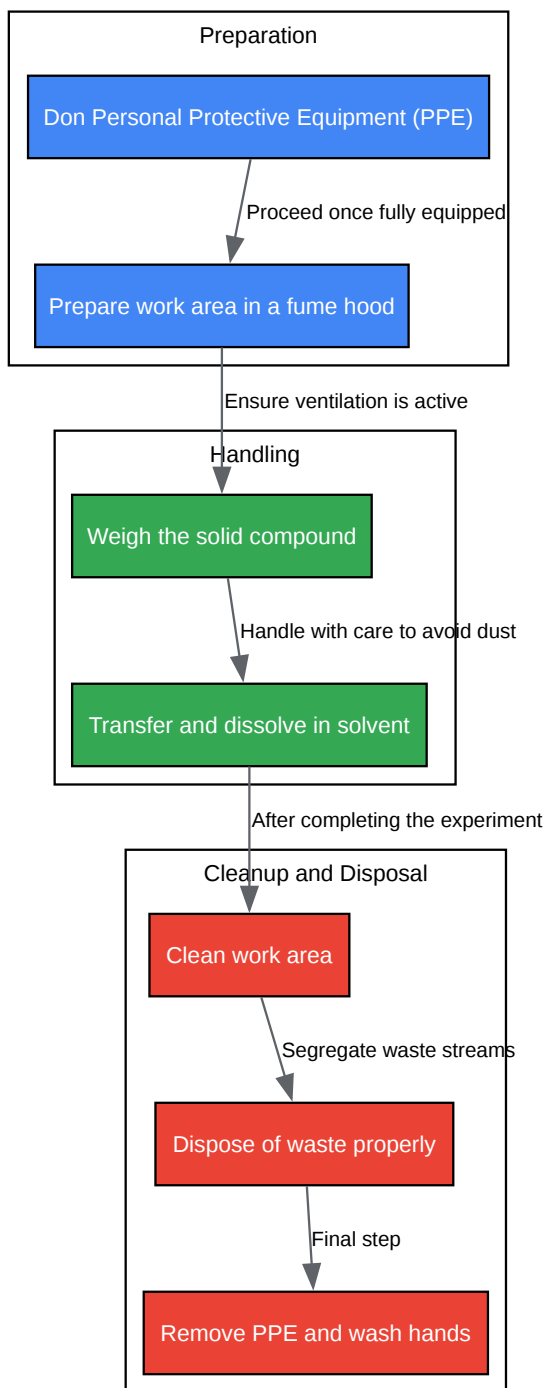 Preparation
Don Personal Protective Equipment (PPE)
Proceed once fully equipped
Prepare work area in a fume hood
Ensure ventilation is active
Handling
Weigh the solid compound
Handle with care to avoid dust
Transfer and dissolve in solvent
After completing the experiment
Cleanup and Disposal
Clean work area
Segregate waste streams
Dispose of waste properly
Final step
Remove PPE and wash hands